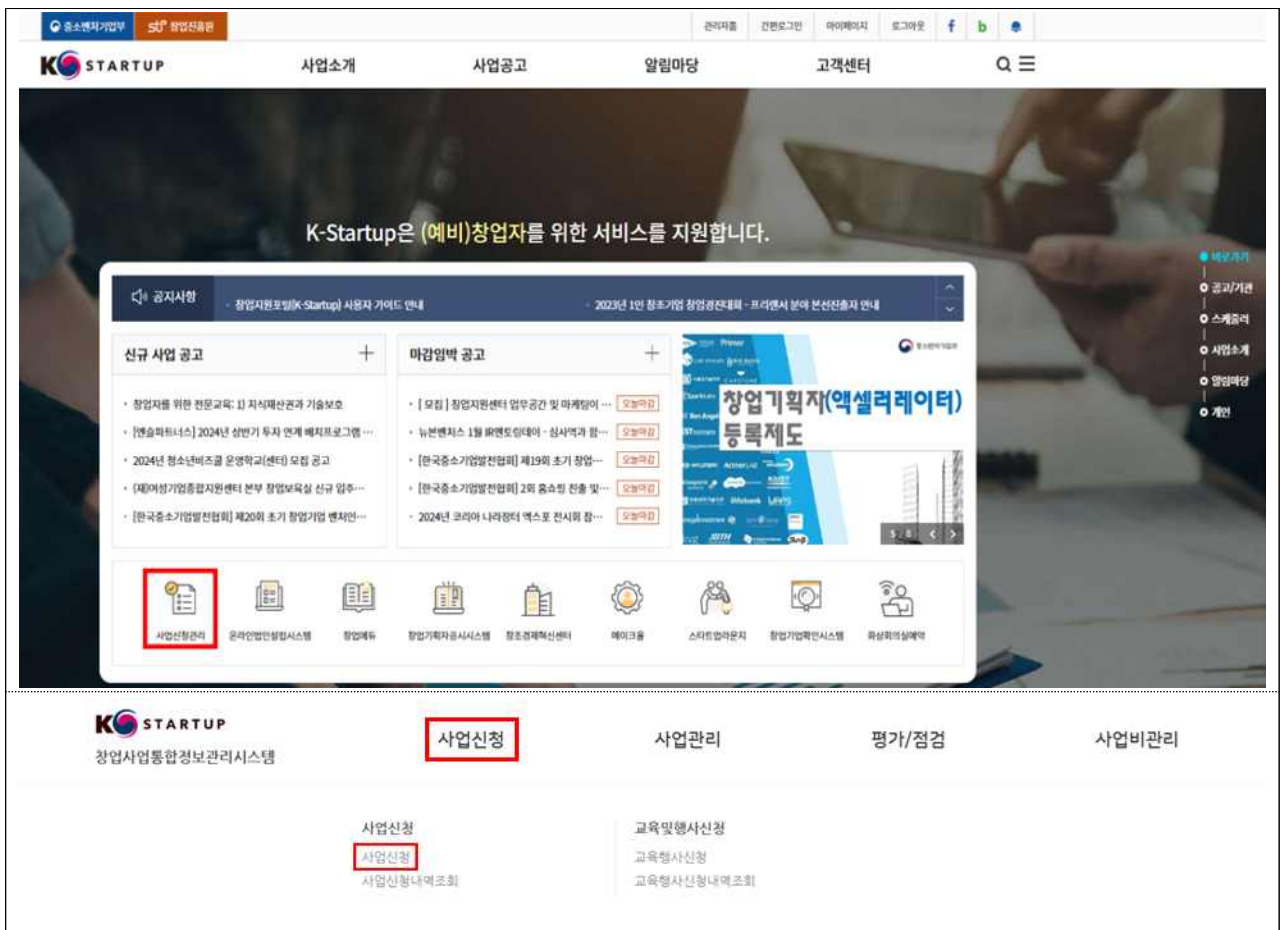 중소벤처기업부 창업진흥원
관리자홈 간편로그인 마이페이지 로그아웃 f b
K STARTUP 사업소개 사업공고 알림마당 고객센터
K-Startup은 (예비)창업자를 위한 서비스를 지원합니다.
바로가기
공고/기관
스케줄러
사업소개
알림마당
개인
공지사항
· 창업지원포털(K-Startup) 사용자 가이드 안내
· 2023년 1인 창조기업 창업경진대회 - 프리랜서 분야 본선진출자 안내
신규 사업 공고 +
• 창업자를 위한 전문교육: 1) 지식재산권과 기술보호
• [엔슬파트너스] 2024년 상반기 투자 연계 배치프로그램 ···
• 2024년 청소년비즈쿨 운영학교(센터) 모집 공고
• (재)여성기업종합지원센터 본부 창업보육실 신규 입주···
• [한국중소기업발전협회] 제20회 초기 창업기업 벤처인···
마감임박 공고 +
• [ 모집 ] 창업지원센터 업무공간 및 마케팅이 ··· 오늘마감
• 뉴본벤처스 1월 IR멘토링데이 - 심사역과 함··· 오늘마감
• [한국중소기업발전협회] 제19회 초기 창업··· 오늘마감
• [한국중소기업발전협회] 2회 홈쇼핑 진출 및··· 오늘마감
• 2024년 코리아 나라장터 엑스포 전시회 참··· 오늘마감
Primer
중소벤처기업부
창업기획자(액셀러레이터)
등록제도
5 / 8
사업신청관리 온라인법인설립시스템 창업에듀 창업기획자공시시스템 창조경제혁신센터 메이크올 스타트업라운지 창업기업확인시스템 화상회의실예약
K STARTUP
창업사업통합정보관리시스템
사업신청 사업관리 평가/점검 사업비관리
사업신청 교육및행사신청
사업신청 교육행사신청
사업신청내역조회 교육행사신청내역조회